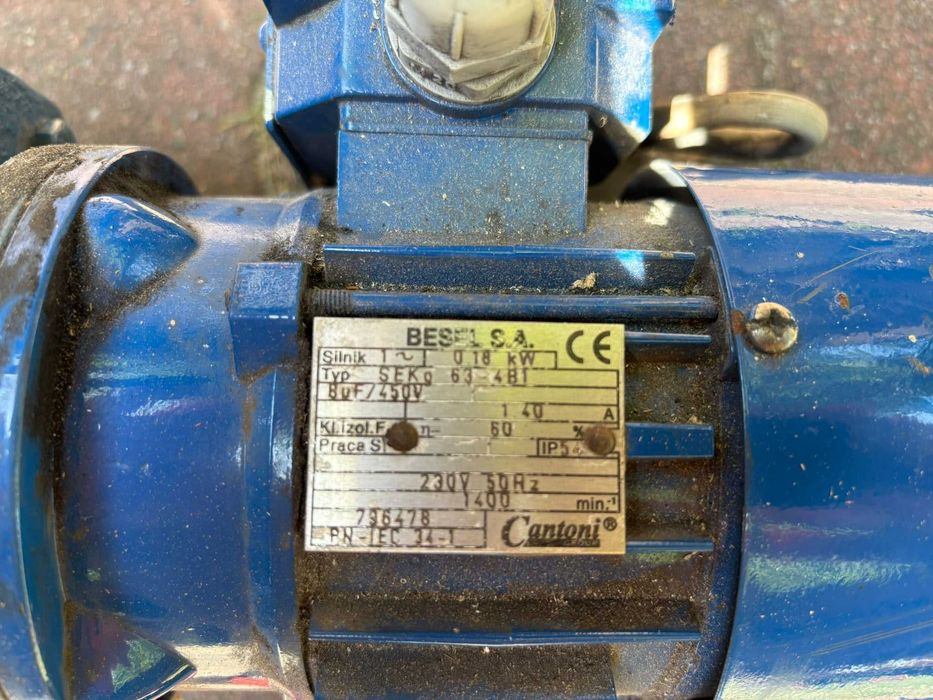 BESEL S.A.
CE
Silnik 1~ 0.18 kW
Typ SEKg 63-4B1
8uF/450V
1.40 A
Kl.izol.F η- 60 %
Praca S IP54
230V 50Hz
1400 min.-1
796478
PN-IEC 34-1
Cantoni®